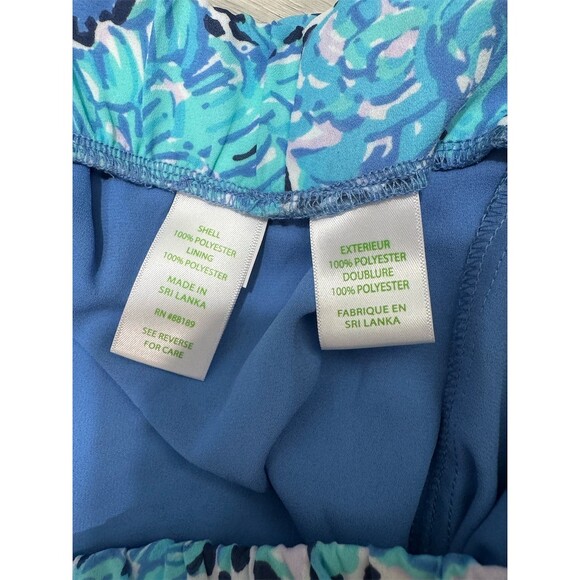 SHELL
100% POLYESTER
LINING
100% POLYESTER
MADE IN
SRI LANKA
RN #88189
SEE REVERSE
FOR CARE
EXTERIEUR
100% POLYESTER
DOUBLURE
100% POLYESTER
FABRIQUE EN
SRI LANKA